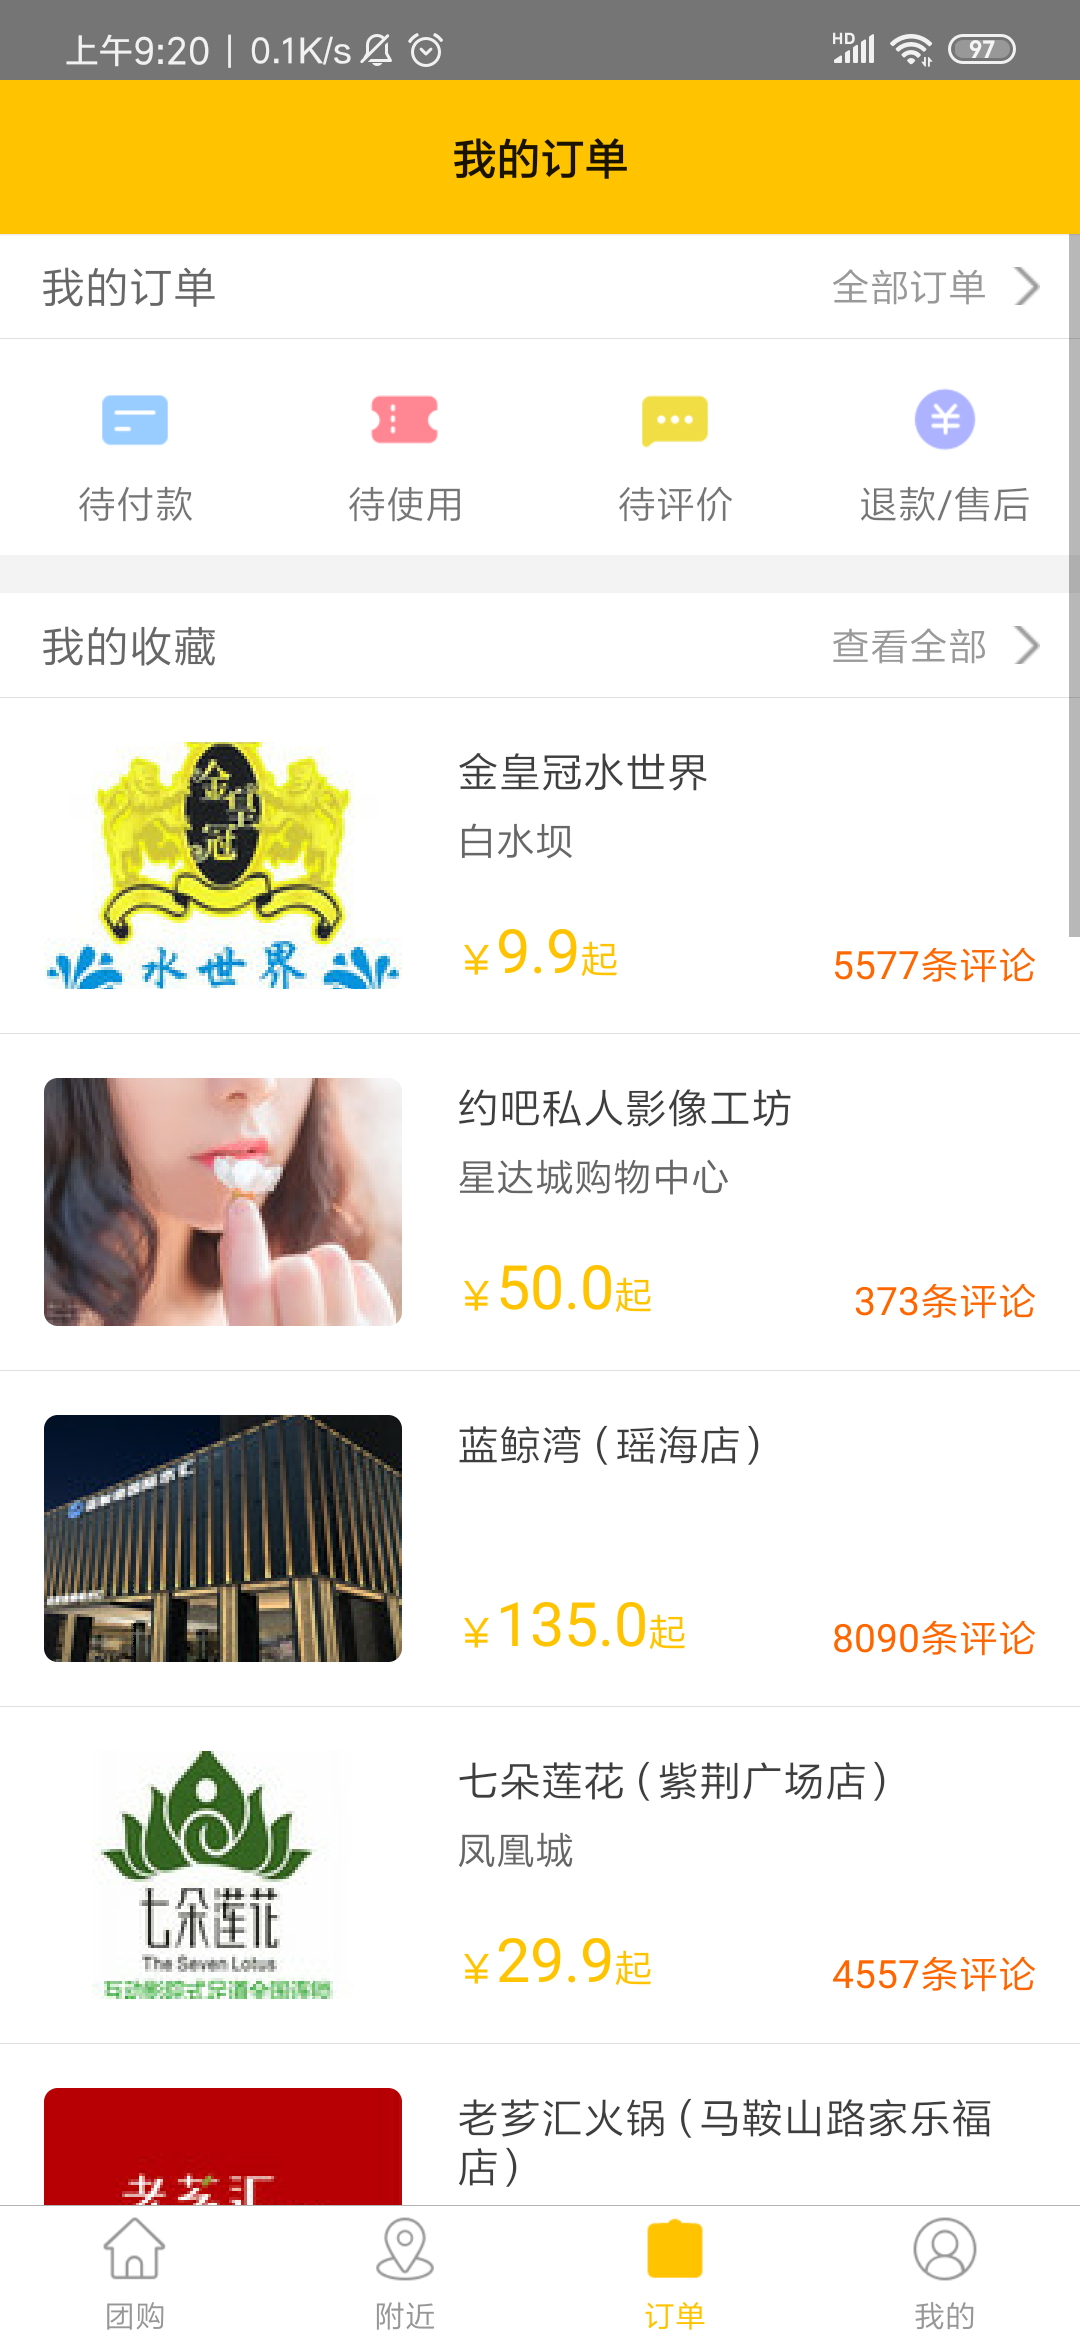 上午9:20 | 0.1K/s
HD
97
我的订单
我的订单
全部订单
待付款
待使用
待评价
退款/售后
我的收藏
查看全部
金皇冠
水世界
金皇冠水世界
白水坝
¥9.9起
5577条评论
约吧私人影像工坊
星达城购物中心
¥50.0起
373条评论
蓝鲸湾（瑶海店）
¥135.0起
8090条评论
七朵莲花
The Seven Lotus
互动影院式足道全国连锁
七朵莲花（紫荆广场店）
凤凰城
¥29.9起
4557条评论
老芗汇
老芗汇火锅（马鞍山路家乐福
店）
团购
附近
订单
我的